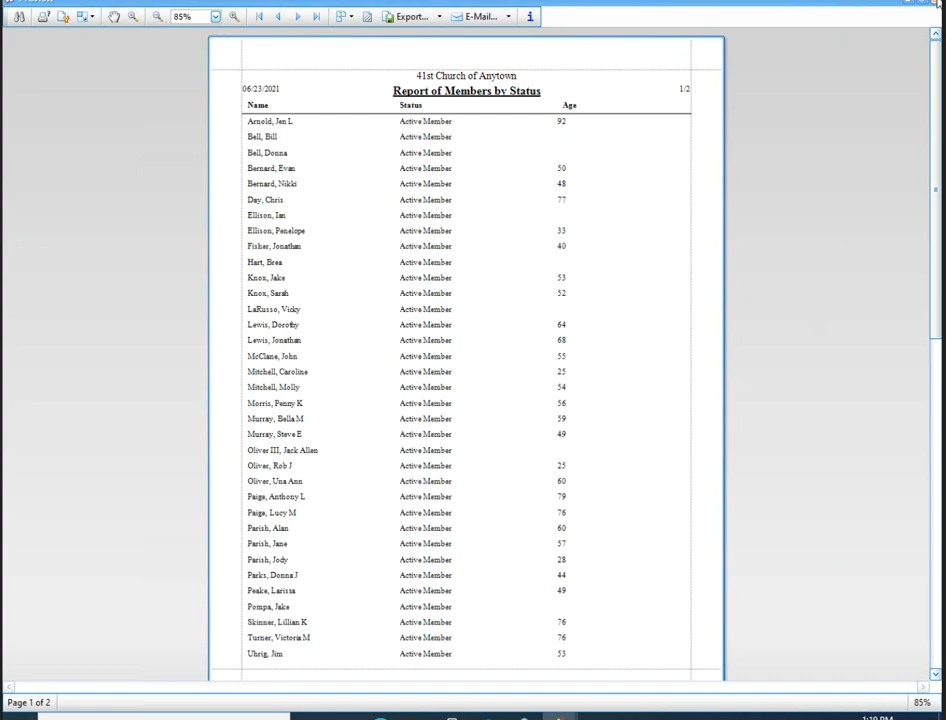 85% Export... E-Mail...
41st Church of Anytown
06/23/2021 Report of Members by Status 1/2
Name Status Age
Arnold, Jen L Active Member 92
Bell, Bill Active Member
Bell, Donna Active Member
Bernard, Evan Active Member 50
Bernard, Nikki Active Member 48
Day, Chris Active Member 77
Ellison, Ian Active Member
Ellison, Penelope Active Member 33
Fisher, Jonathan Active Member 40
Hart, Brea Active Member
Knox, Jake Active Member 53
Knox, Sarah Active Member 52
LaRusso, Vicky Active Member
Lewis, Dorothy Active Member 64
Lewis, Jonathan Active Member 68
McClane, John Active Member 55
Mitchell, Caroline Active Member 25
Mitchell, Molly Active Member 54
Morris, Penny K Active Member 56
Murray, Bella M Active Member 59
Murray, Steve E Active Member 49
Oliver III, Jack Allen Active Member
Oliver, Rob J Active Member 25
Oliver, Una Ann Active Member 60
Paige, Anthony L Active Member 79
Paige, Lucy M Active Member 76
Parish, Alan Active Member 60
Parish, Jane Active Member 57
Parish, Jody Active Member 28
Parks, Donna J Active Member 44
Peake, Larissa Active Member 49
Pompa, Jake Active Member
Skinner, Lillian K Active Member 76
Turner, Victoria M Active Member 76
Uhrig, Jim Active Member 53
Page 1 of 2 85%